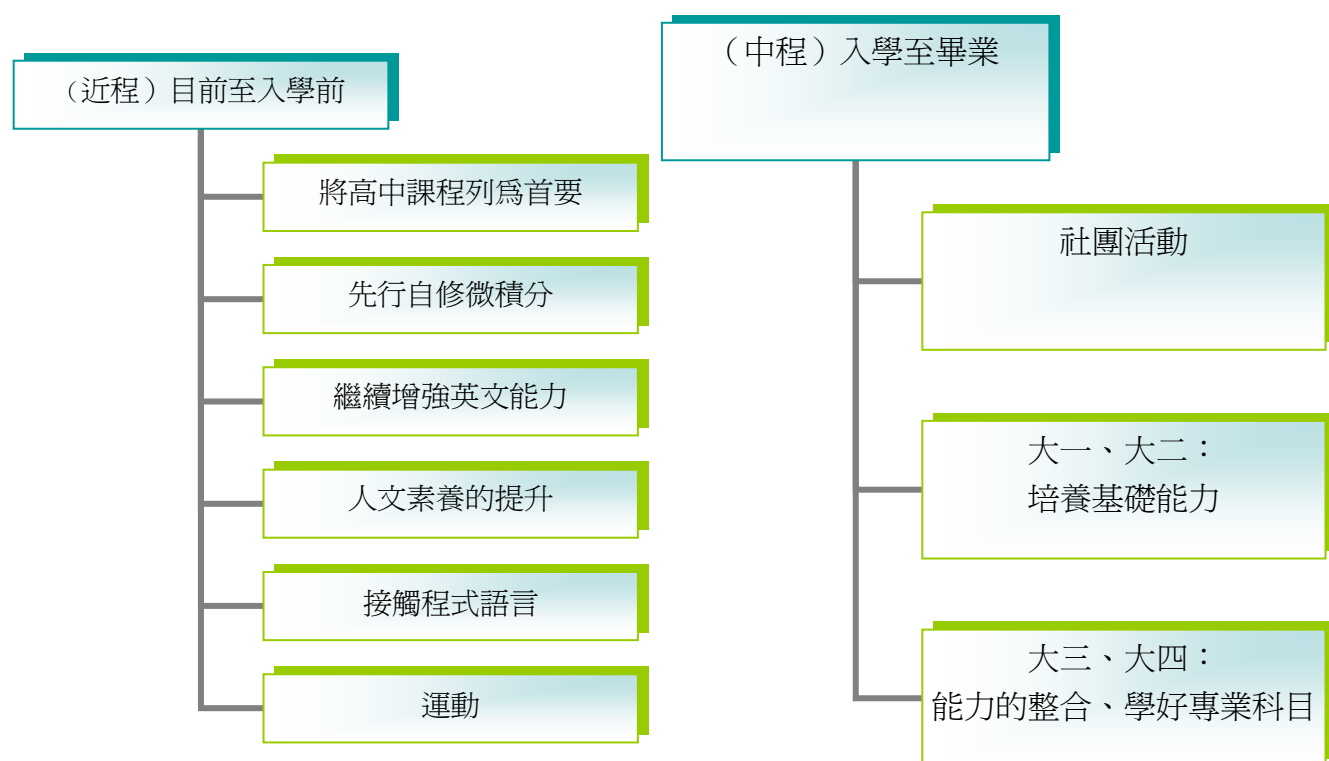 （近程）目前至入學前
將高中課程列為首要
先行自修微積分
繼續增強英文能力
人文素養的提升
接觸程式語言
運動
（中程）入學至畢業
社團活動
大一、大二：
培養基礎能力
大三、大四：
能力的整合、學好專業科目